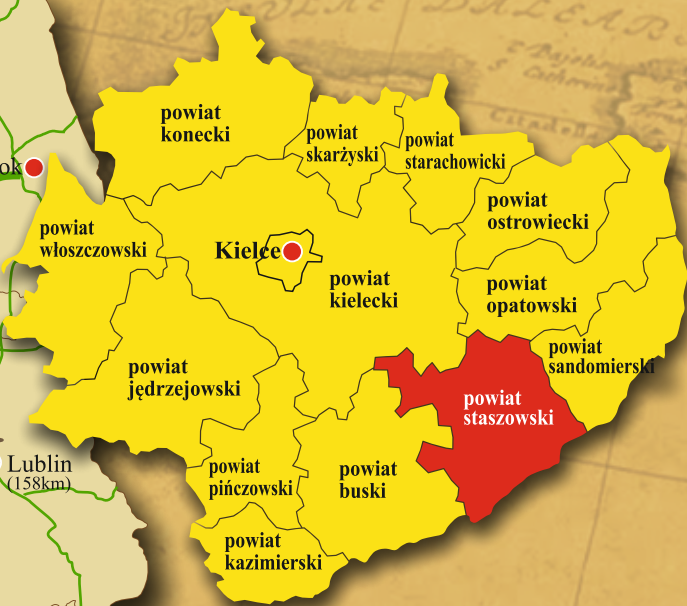 powiat
konecki
powiat
skarżyski
powiat
starachowicki
ok
powiat
włoszczowski
powiat
ostrowiecki
Kielce
powiat
kielecki
powiat
opatowski
powiat
sandomierski
powiat
jędrzejowski
powiat
staszowski
Lublin
(158km)
powiat
pińczowski
powiat
buski
powiat
kazimierski